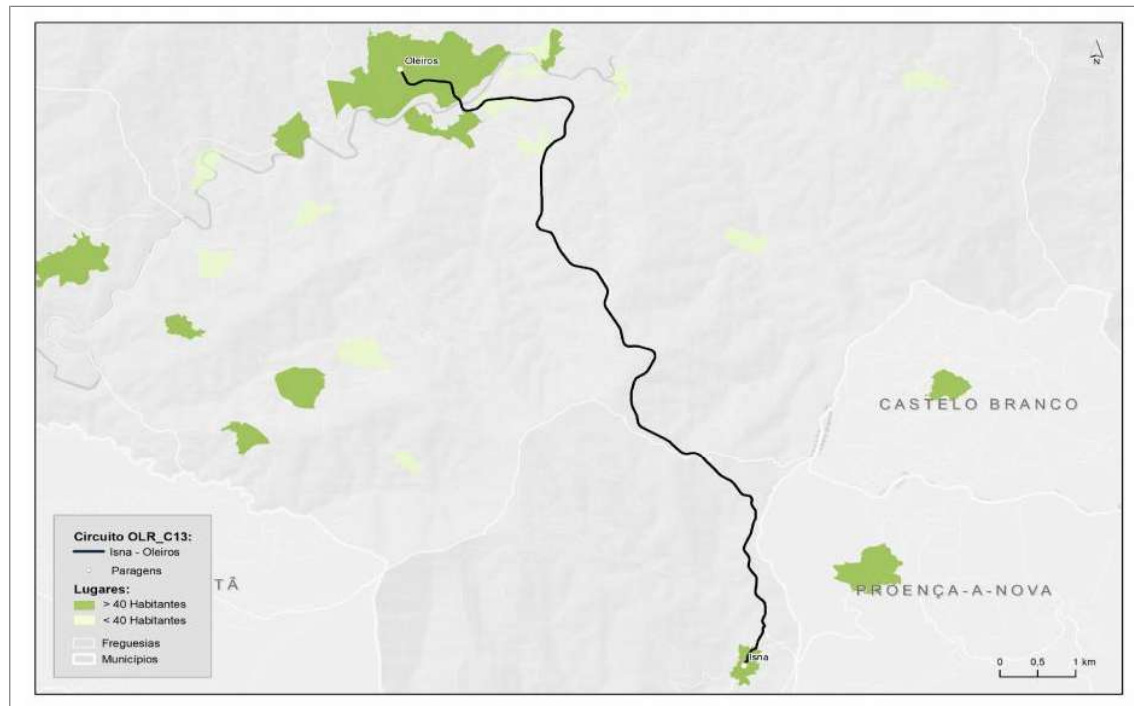 Oleiros
N
CASTELO BRANCO
PROENÇA-A-NOVA
TÃ
Isna
Circuito OLR_C13:
Isna - Oleiros
Paragens
Lugares:
> 40 Habitantes
< 40 Habitantes
Freguesias
Municípios
0 0,5 1 km